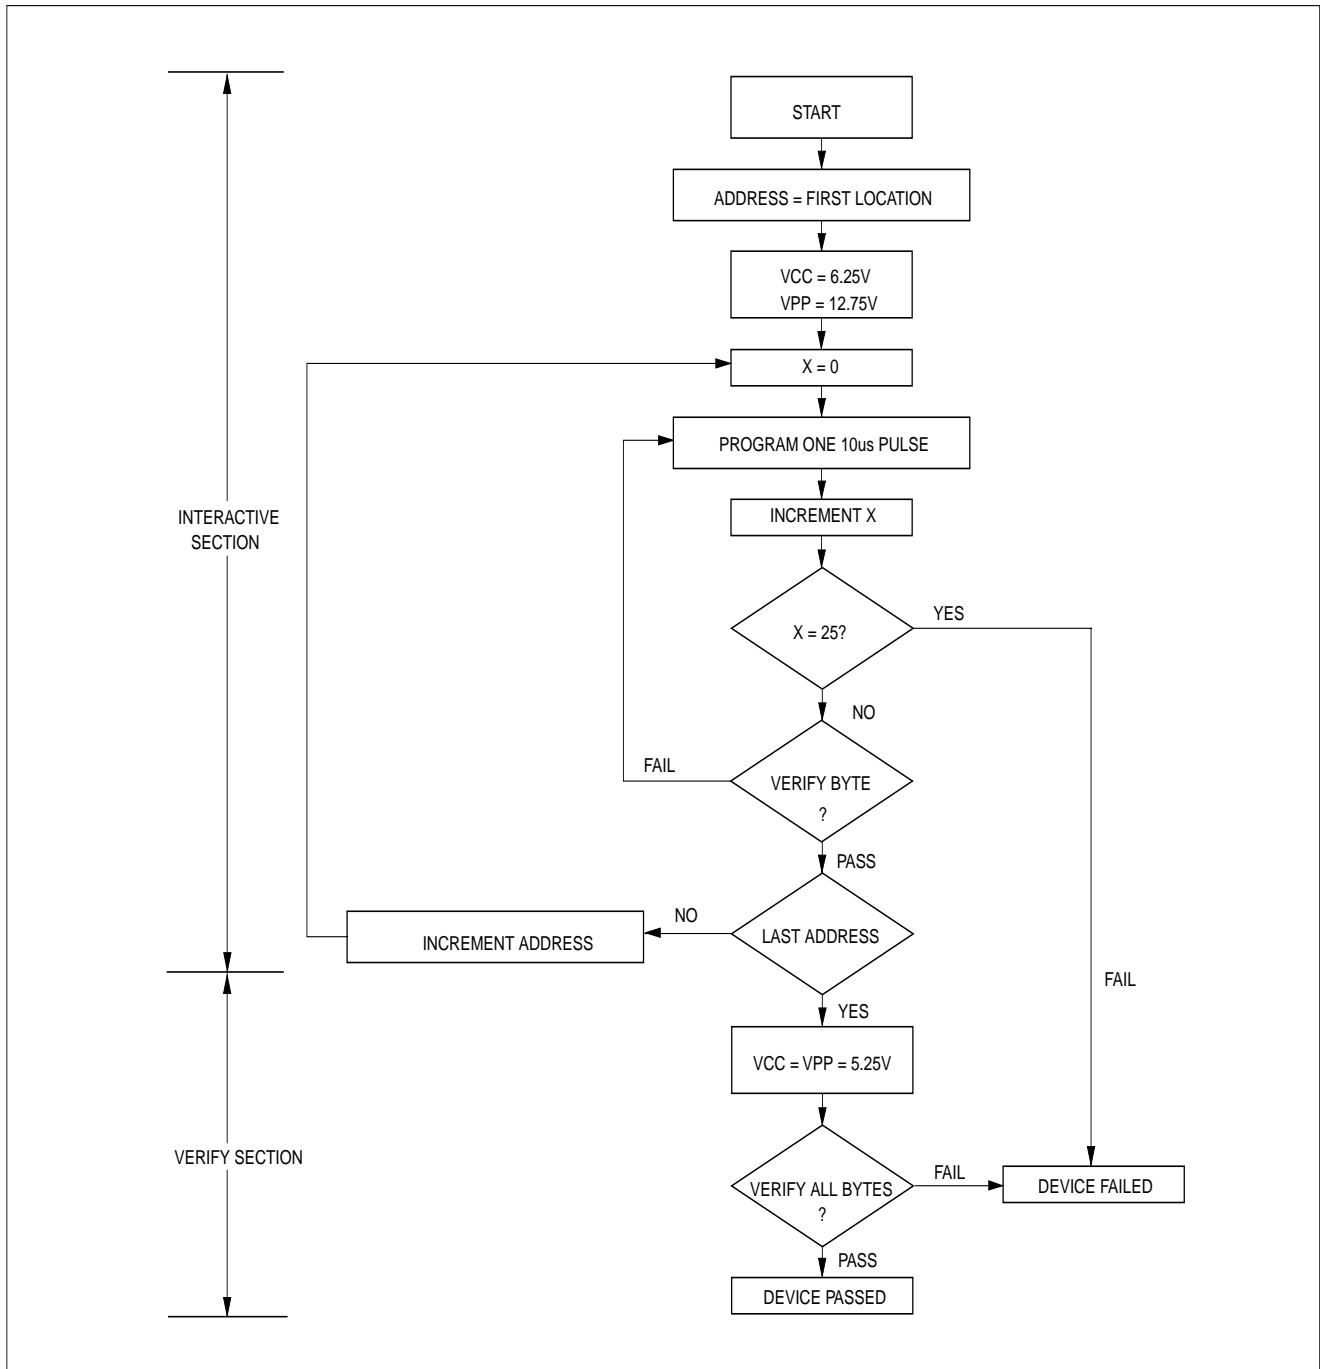 START
ADDRESS = FIRST LOCATION
VCC = 6.25V
VPP = 12.75V
X = 0
PROGRAM ONE 10us PULSE
INCREMENT X
INTERACTIVE
SECTION
X = 25?
YES
NO
FAIL
VERIFY BYTE
?
PASS
NO
INCREMENT ADDRESS
LAST ADDRESS
FAIL
YES
VCC = VPP = 5.25V
VERIFY SECTION
VERIFY ALL BYTES
?
FAIL
DEVICE FAILED
PASS
DEVICE PASSED